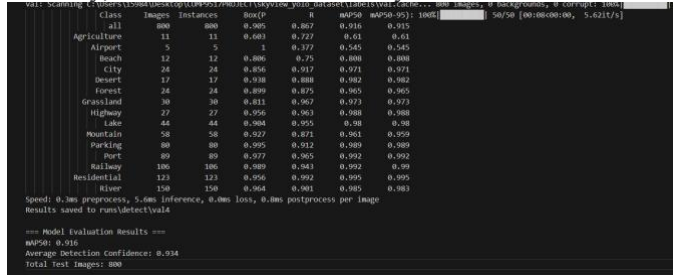 val: Scanning C:\Users\15984\Desktop\COMP9517\PROJECT\skyview_yolo_dataset\labels\val.cache... 800 images, 0 backgrounds, 0 corrupt: 100%
Class Images Instances Box(P R mAP50 mAP50-95): 100% 50/50 [00:08<00:00, 5.62it/s]
all 800 800 0.905 0.867 0.916 0.915
Agriculture 11 11 0.603 0.727 0.61 0.61
Airport 5 5 1 0.377 0.545 0.545
Beach 12 12 0.806 0.75 0.808 0.808
City 24 24 0.856 0.917 0.971 0.971
Desert 17 17 0.938 0.888 0.982 0.982
Forest 24 24 0.899 0.875 0.965 0.965
Grassland 30 30 0.811 0.967 0.973 0.973
Highway 27 27 0.956 0.963 0.988 0.988
Lake 44 44 0.904 0.955 0.98 0.98
Mountain 58 58 0.927 0.871 0.961 0.959
Parking 80 80 0.995 0.912 0.989 0.989
Port 89 89 0.977 0.965 0.992 0.992
Railway 106 106 0.989 0.943 0.992 0.99
Residential 123 123 0.956 0.992 0.995 0.995
River 150 150 0.964 0.901 0.985 0.983
Speed: 0.3ms preprocess, 5.6ms inference, 0.0ms loss, 0.8ms postprocess per image
Results saved to runs\detect\val4
=== Model Evaluation Results ===
mAP50: 0.916
Average Detection Confidence: 0.934
Total Test Images: 800